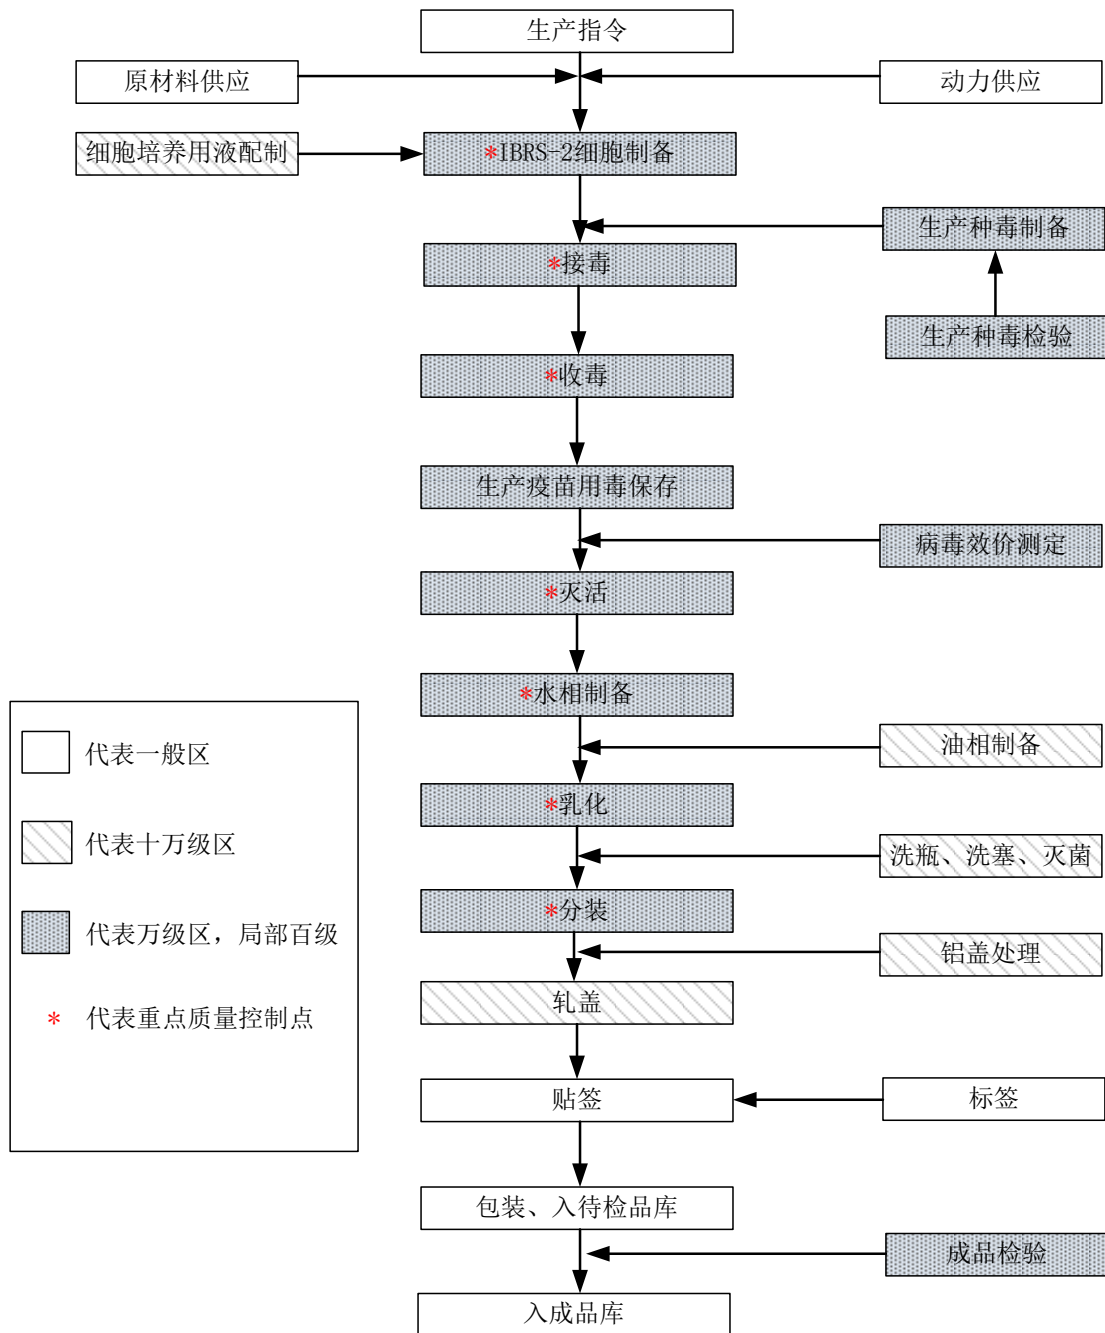 生产指令
原材料供应
动力供应
细胞培养用液配制
*IBRS-2细胞制备
生产种毒制备
*接毒
生产种毒检验
*收毒
生产疫苗用毒保存
病毒效价测定
*灭活
*水相制备
油相制备
*乳化
洗瓶、洗塞、灭菌
*分装
铝盖处理
轧盖
贴签
标签
包装、入待检品库
成品检验
入成品库
代表一般区
代表十万级区
代表万级区，局部百级
* 代表重点质量控制点